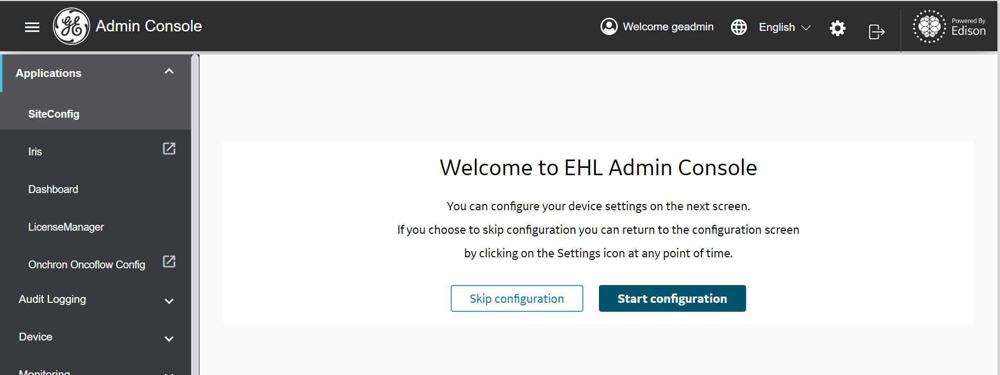 Admin Console
Welcome geadmin
English
Powered By
Edison
Applications
SiteConfig
Iris
Dashboard
LicenseManager
Onchron Oncoflow Config
Audit Logging
Device
Monitoring
Welcome to EHL Admin Console
You can configure your device settings on the next screen.
If you choose to skip configuration you can return to the configuration screen
by clicking on the Settings icon at any point of time.
Skip configuration
Start configuration